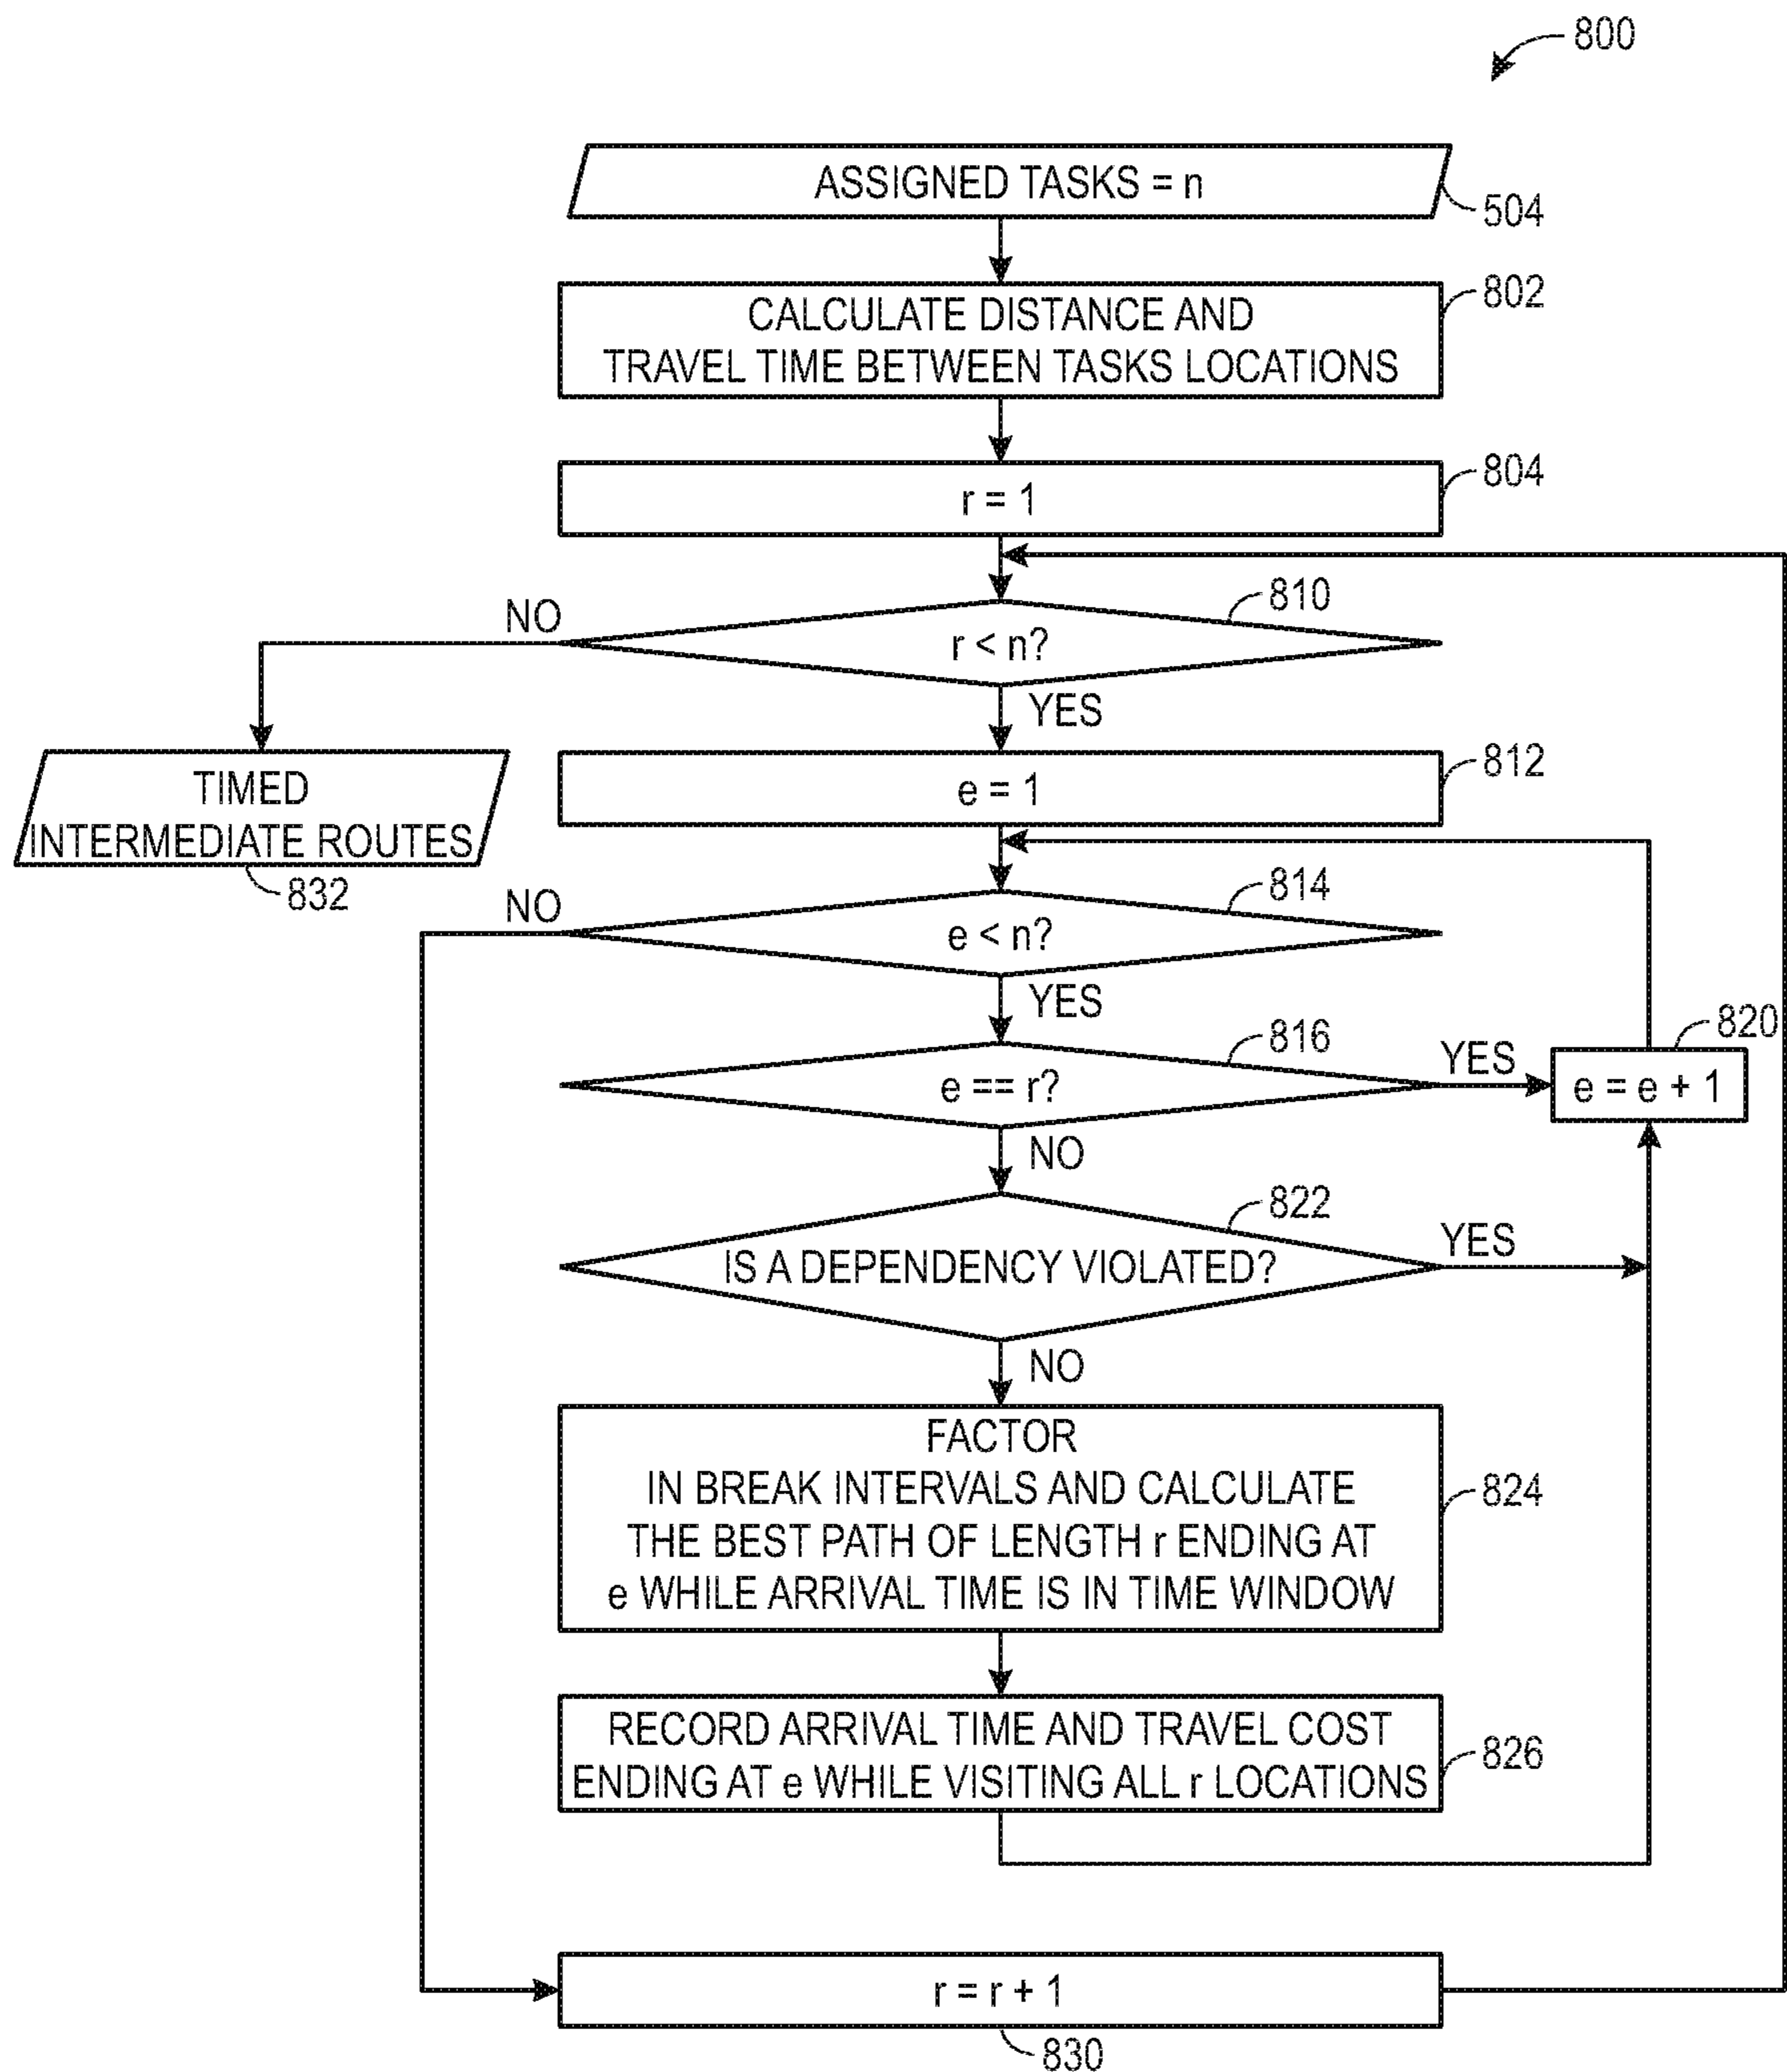 800
ASSIGNED TASKS = n
504
802
CALCULATE DISTANCE AND
TRAVEL TIME BETWEEN TASKS LOCATIONS
804
r = 1
810
NO
r < n?
YES
812
e = 1
TIMED
INTERMEDIATE ROUTES
832
814
NO
e < n?
YES
816
e == r?
YES
820
e = e + 1
NO
822
IS A DEPENDENCY VIOLATED?
YES
NO
FACTOR
IN BREAK INTERVALS AND CALCULATE
THE BEST PATH OF LENGTH r ENDING AT
e WHILE ARRIVAL TIME IS IN TIME WINDOW
824
RECORD ARRIVAL TIME AND TRAVEL COST
ENDING AT e WHILE VISITING ALL r LOCATIONS
826
r = r + 1
830